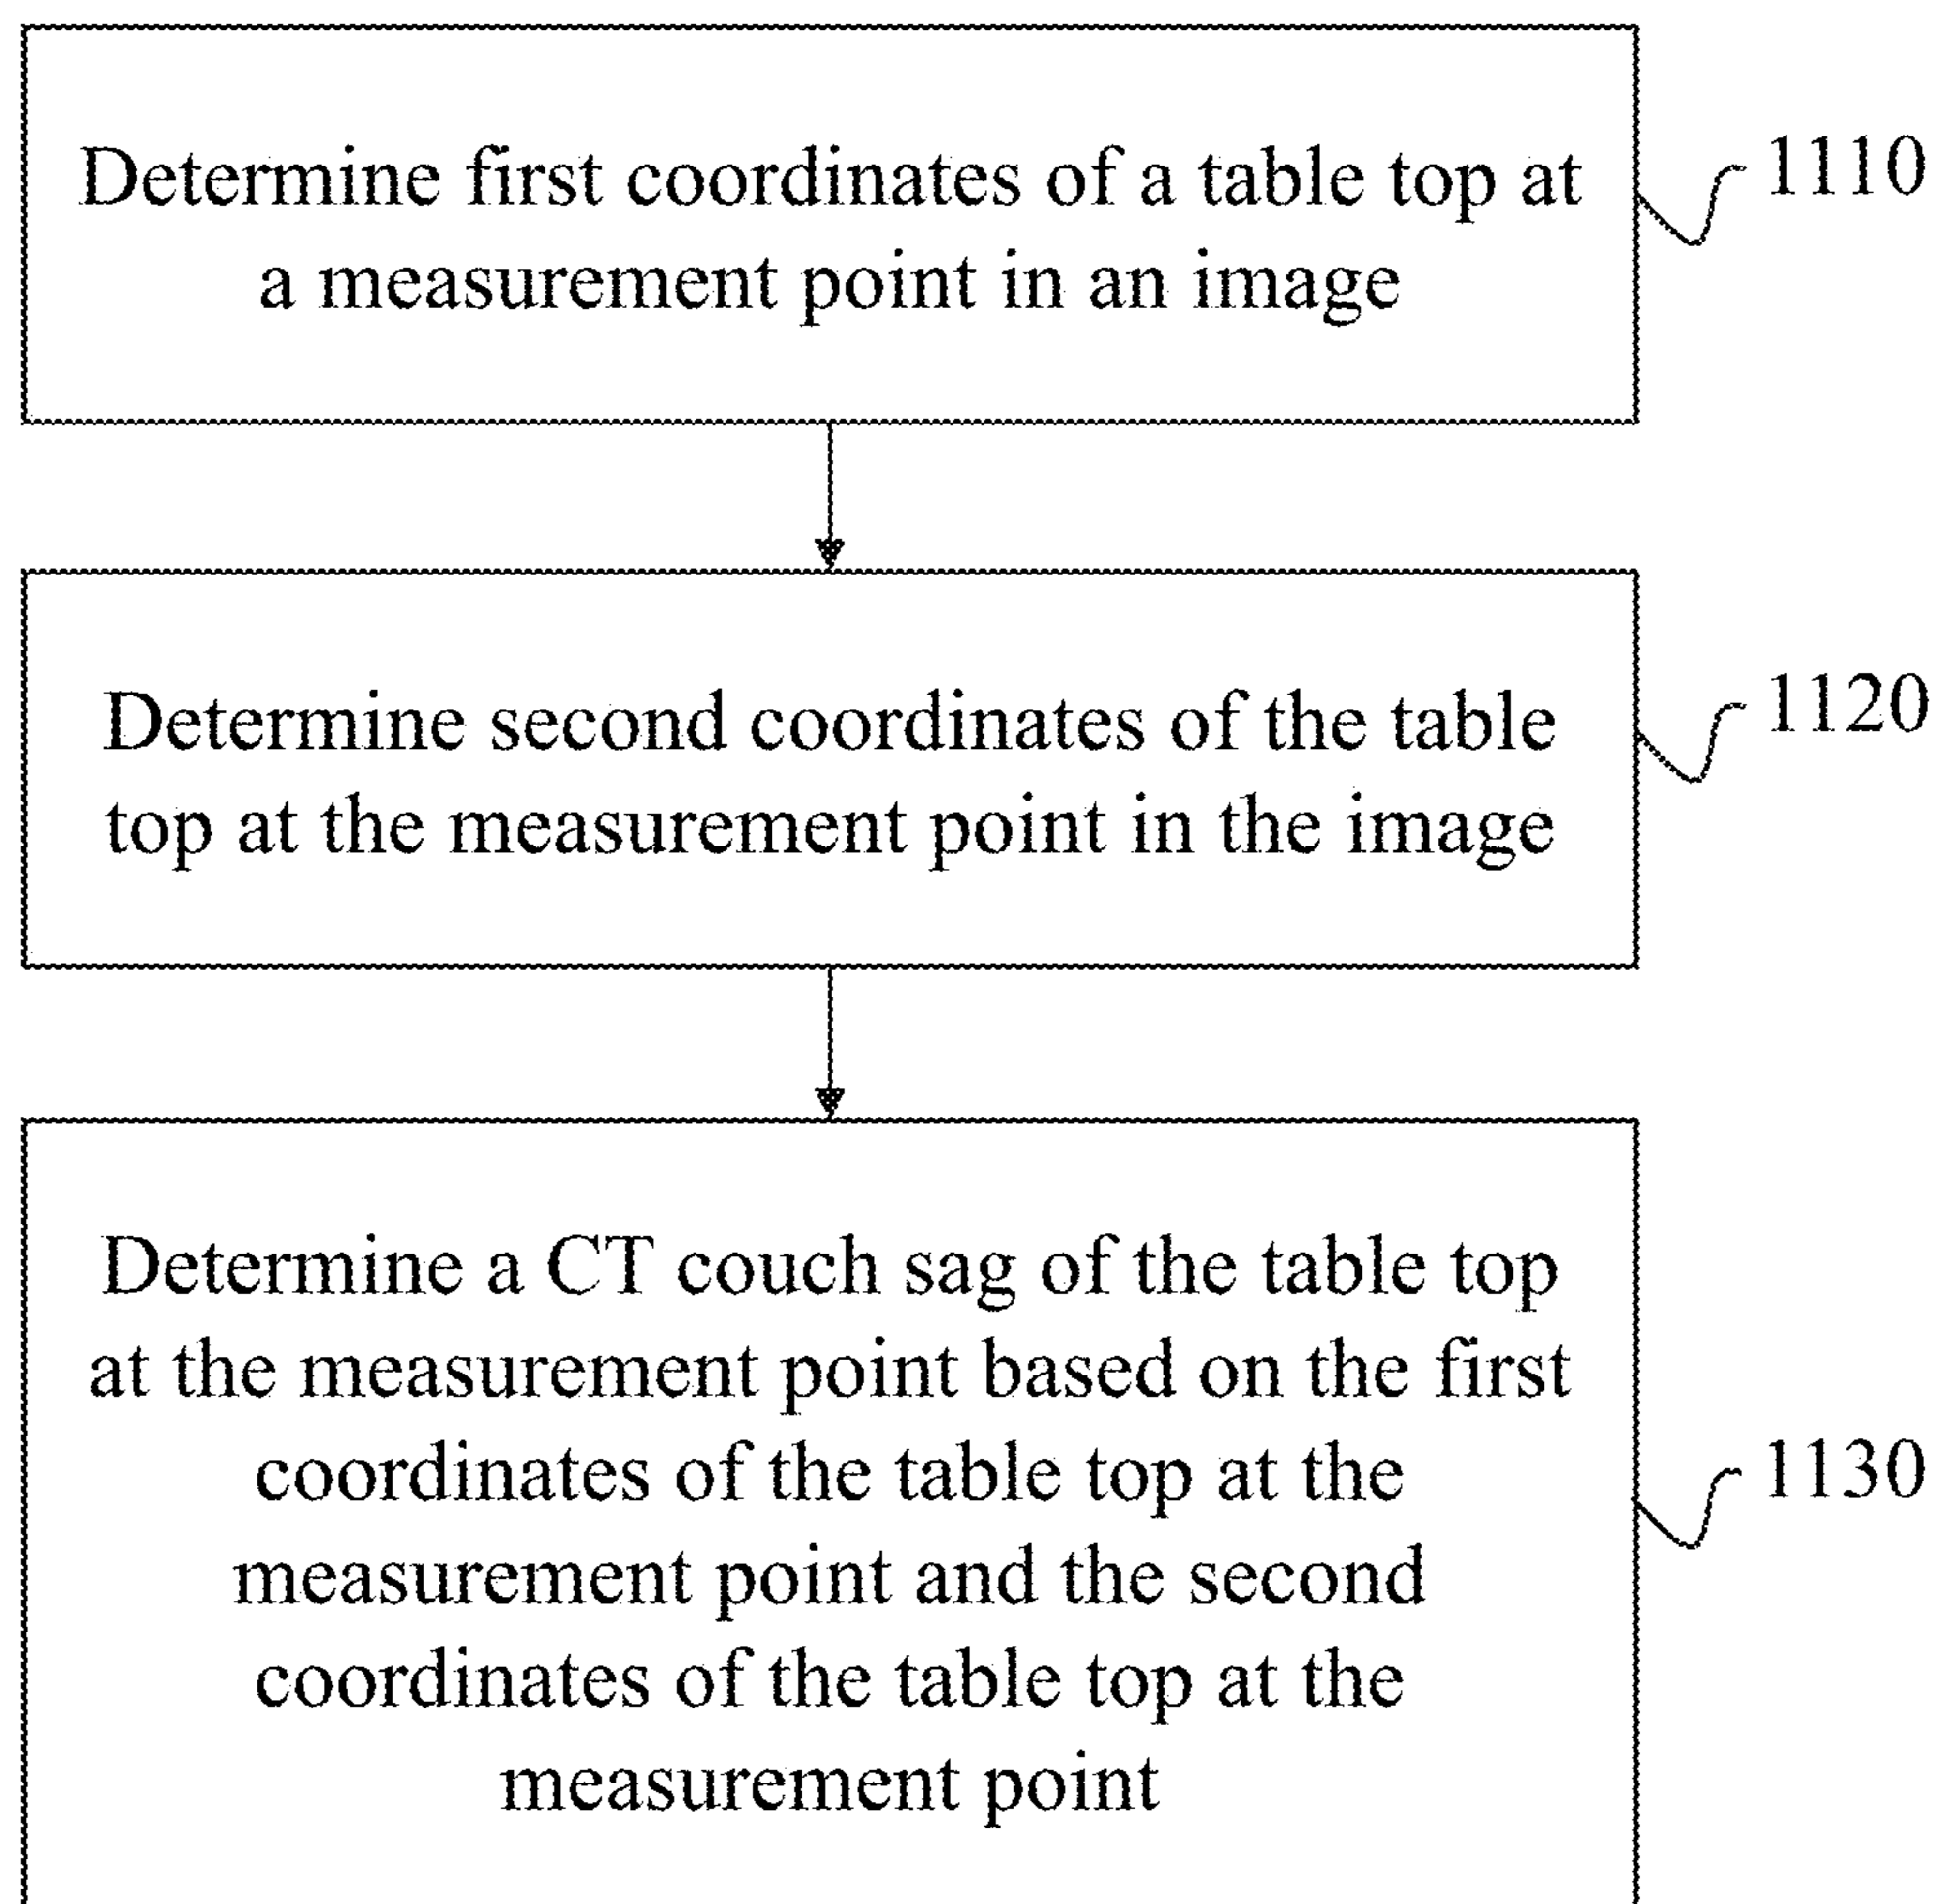 Determine first coordinates of a table top at
a measurement point in an image
1110
Determine second coordinates of the table
top at the measurement point in the image
1120
Determine a CT couch sag of the table top
at the measurement point based on the first
coordinates of the table top at the
measurement point and the second
coordinates of the table top at the
measurement point
1130